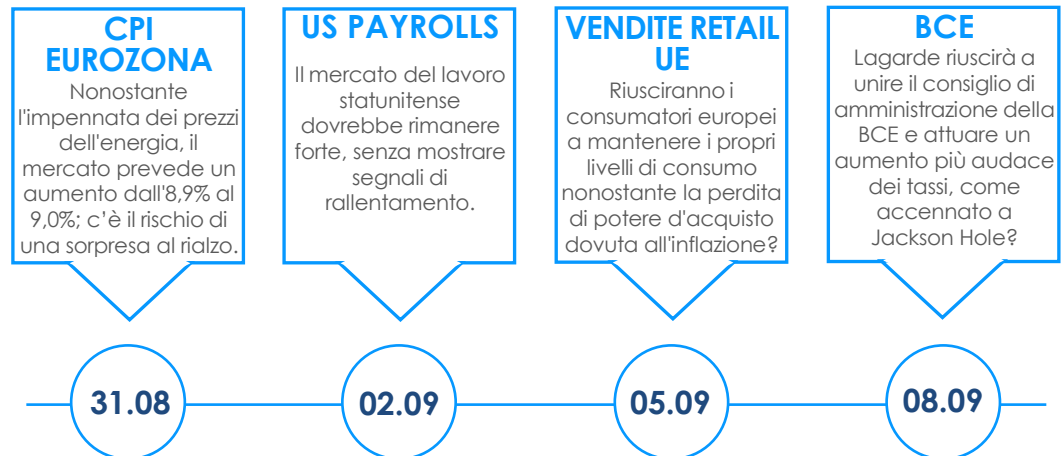 CPI
EUROZONA
Nonostante
l'impennata dei prezzi
dell'energia, il
mercato prevede un
aumento dall'8,9% al
9,0%; c'è il rischio di
una sorpresa al rialzo.
31.08
US PAYROLLS
Il mercato del lavoro
statunitense
dovrebbe rimanere
forte, senza mostrare
segnali di
rallentamento.
02.09
VENDITE RETAIL
UE
Riusciranno i
consumatori europei
a mantenere i propri
livelli di consumo
nonostante la perdita
di potere d'acquisto
dovuta all'inflazione?
05.09
BCE
Lagarde riuscirà a
unire il consiglio di
amministrazione della
BCE e attuare un
aumento più audace
dei tassi, come
accennato a
Jackson Hole?
08.09